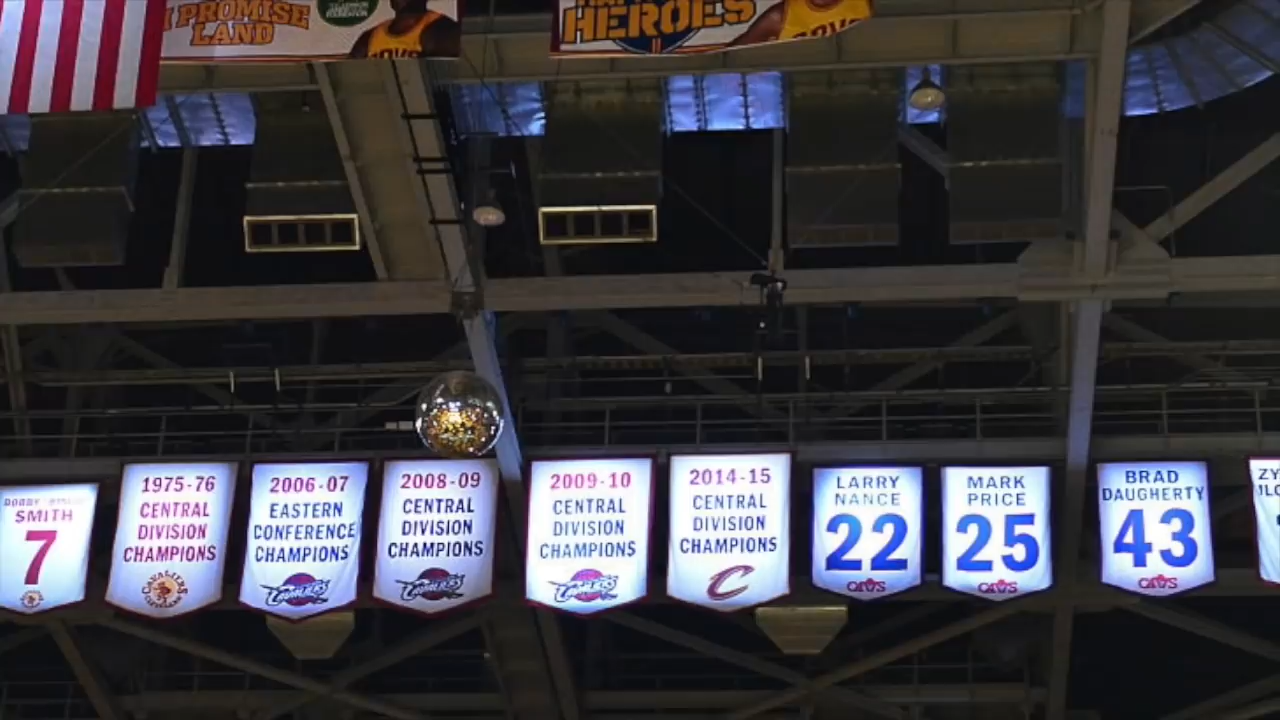 I PROMISE
LAND
HEROES
SMITH
7
1975-76
CENTRAL
DIVISION
CHAMPIONS
CAVALIERS
2006-07
EASTERN
CONFERENCE
CHAMPIONS
CAVALIERS
2008-09
CENTRAL
DIVISION
CHAMPIONS
CAVALIERS
2009-10
CENTRAL
DIVISION
CHAMPIONS
CAVALIERS
2014-15
CENTRAL
DIVISION
CHAMPIONS
C
LARRY
NANCE
22
CAVS
MARK
PRICE
25
CAVS
BRAD
DAUGHERTY
43
CAVS
ZY